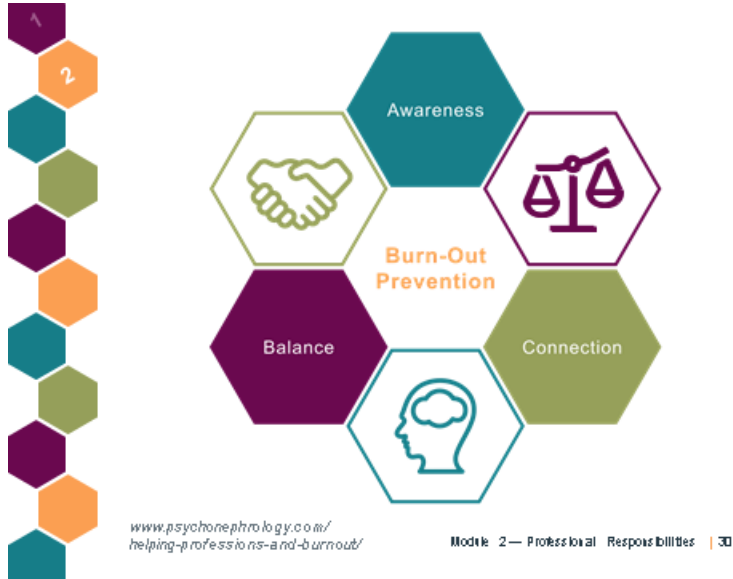 1
2
Awareness
Burn-Out
Prevention
Balance
Connection
www.psychonephrology.com/
helping-professions-and-burnout/
Module 2 — Professional Responsibilities | 30